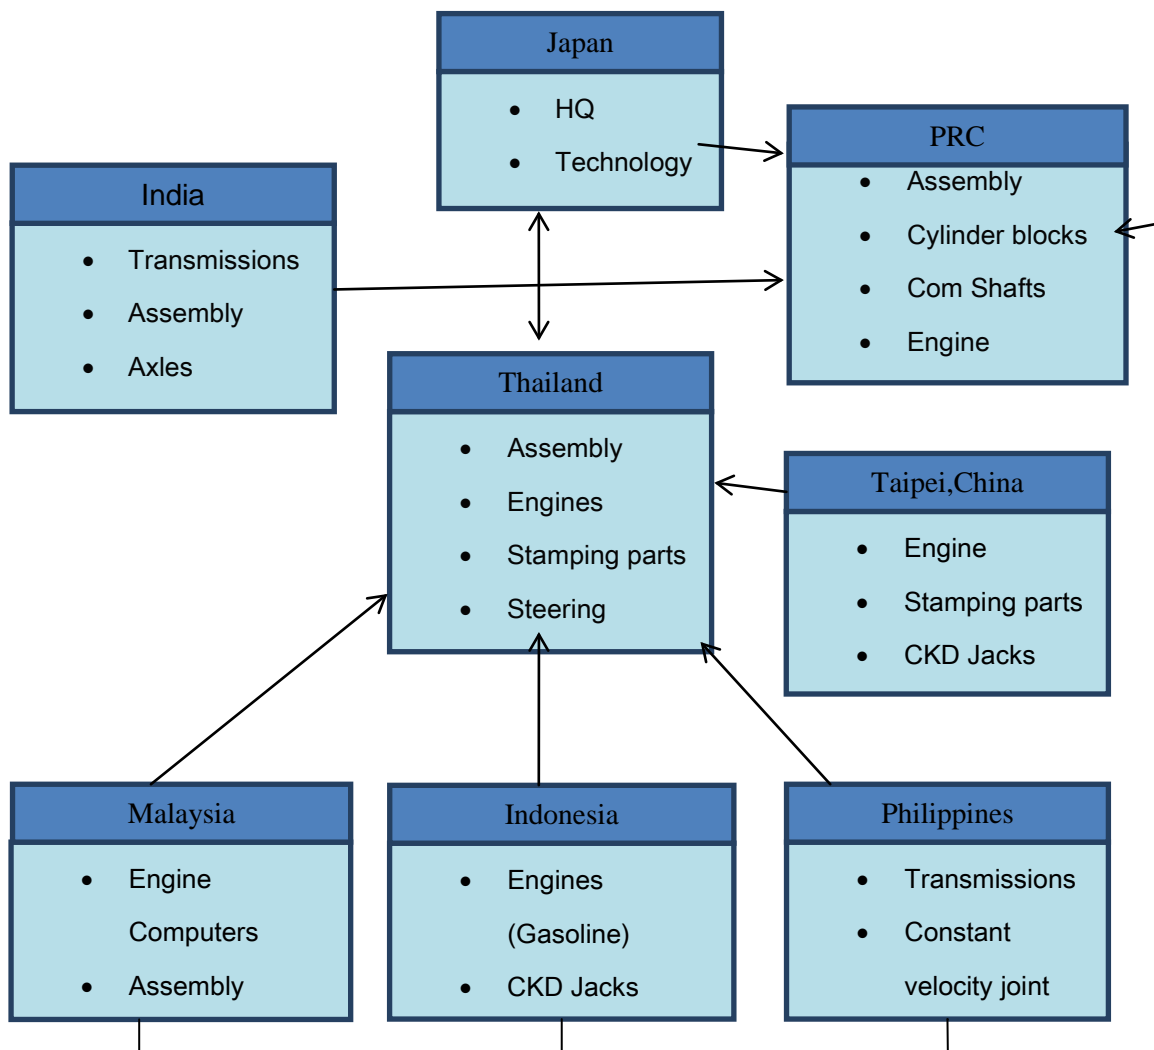 Japan
HQ
Technology
PRC
Assembly
Cylinder blocks
Com Shafts
Engine
India
Transmissions
Assembly
Axles
Thailand
Assembly
Engines
Stamping parts
Steering
Taipei,China
Engine
Stamping parts
CKD Jacks
Malaysia
Engine
Computers
Assembly
Indonesia
Engines
(Gasoline)
CKD Jacks
Philippines
Transmissions
Constant
velocity joint